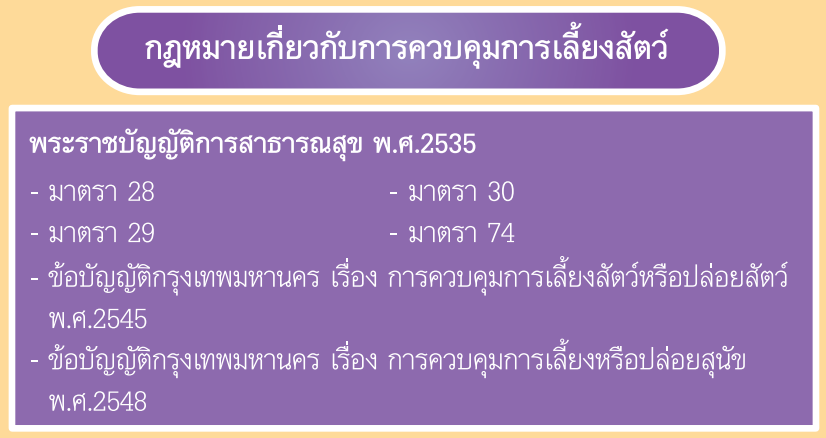 กฎหมายเกี่ยวกับการควบคุมการเลี้ยงสัตว์
พระราชบัญญัติการสาธารณสุข พ.ศ.2535
- มาตรา 28 - มาตรา 30
- มาตรา 29 - มาตรา 74
- ข้อบัญญัติกรุงเทพมหานคร เรื่อง การควบคุมการเลี้ยงสัตว์หรือปล่อยสัตว์
พ.ศ.2545
- ข้อบัญญัติกรุงเทพมหานคร เรื่อง การควบคุมการเลี้ยงหรือปล่อยสุนัข
พ.ศ.2548